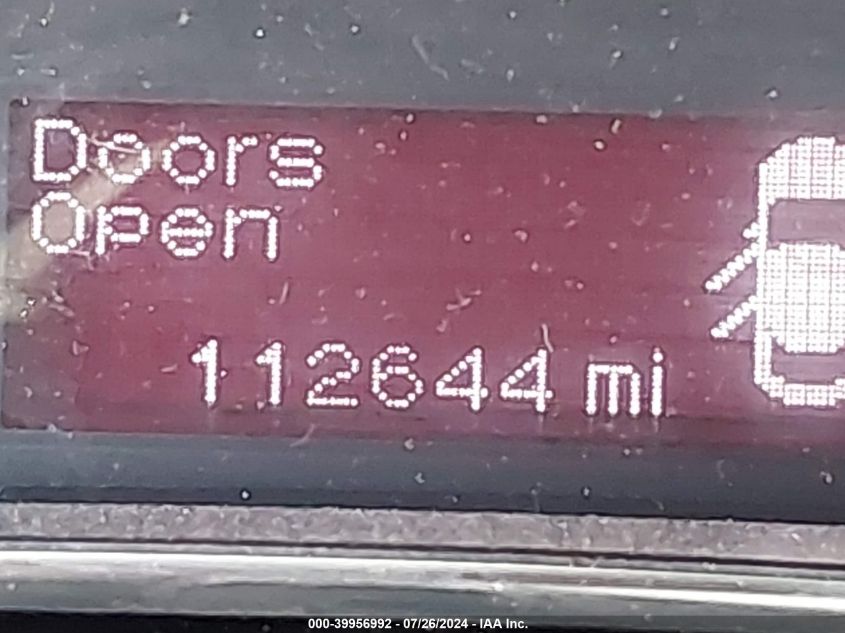 Doors
Open
112644 mi
000-39956992 - 07/26/2024 - IAA Inc.